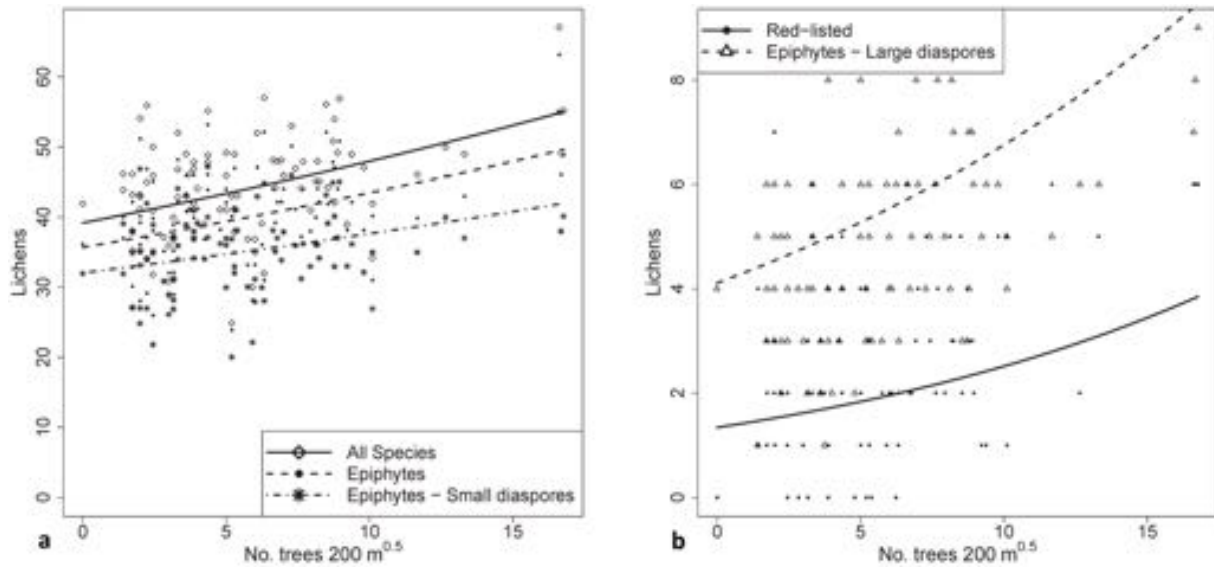 All Species
Epiphytes
Epiphytes − Small diaspores
Lichens
0
10
20
30
40
50
60
0
5
10
15
No. trees 200 m0.5
a
Red−listed
Epiphytes − Large diaspores
Lichens
0
2
4
6
8
0
5
10
15
No. trees 200 m0.5
b